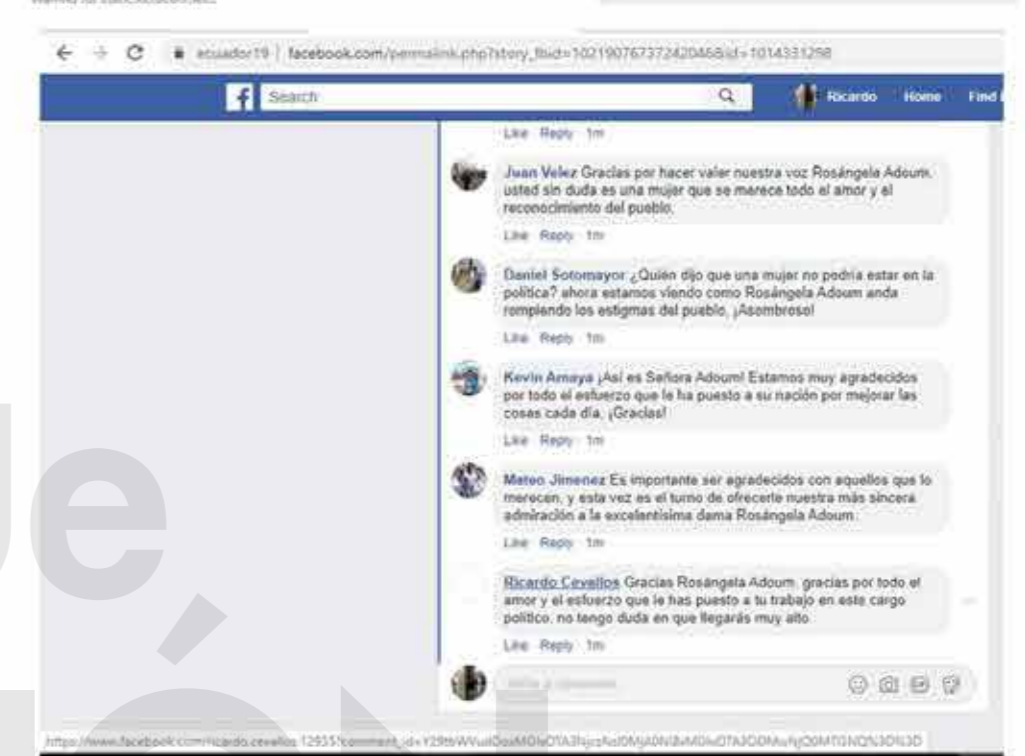 ecuador19 | facebook.com/permalink.php?story_fbid=10219076737242046&id=1014331298
f Search Ricardo Home Find
Like Reply 1m
Juan Velez Gracias por hacer valer nuestra voz Rosángela Adoum,
usted sin duda es una mujer que se merece todo el amor y el
reconocimiento del pueblo.
Like Reply 1m
Daniel Sotomayor ¿Quién dijo que una mujer no podría estar en la
política? ahora estamos viendo como Rosángela Adoum anda
rompiendo los estigmas del pueblo, ¡Asombroso!
Like Reply 1m
Kevin Amaya ¡Así es Señora Adoum! Estamos muy agradecidos
por todo el esfuerzo que le ha puesto a su nación por mejorar las
cosas cada día, ¡Gracias!
Like Reply 1m
Mateo Jimenez Es importante ser agradecidos con aquellos que lo
merecen, y esta vez es el turno de ofrecerle nuestra más sincera
admiración a la excelentísima dama Rosángela Adoum.
Like Reply 1m
Ricardo Cevallos Gracias Rosángela Adoum, gracias por todo el
amor y el esfuerzo que le has puesto a tu trabajo en este cargo
político, no tengo duda en que llegarás muy alto
Like Reply 1m